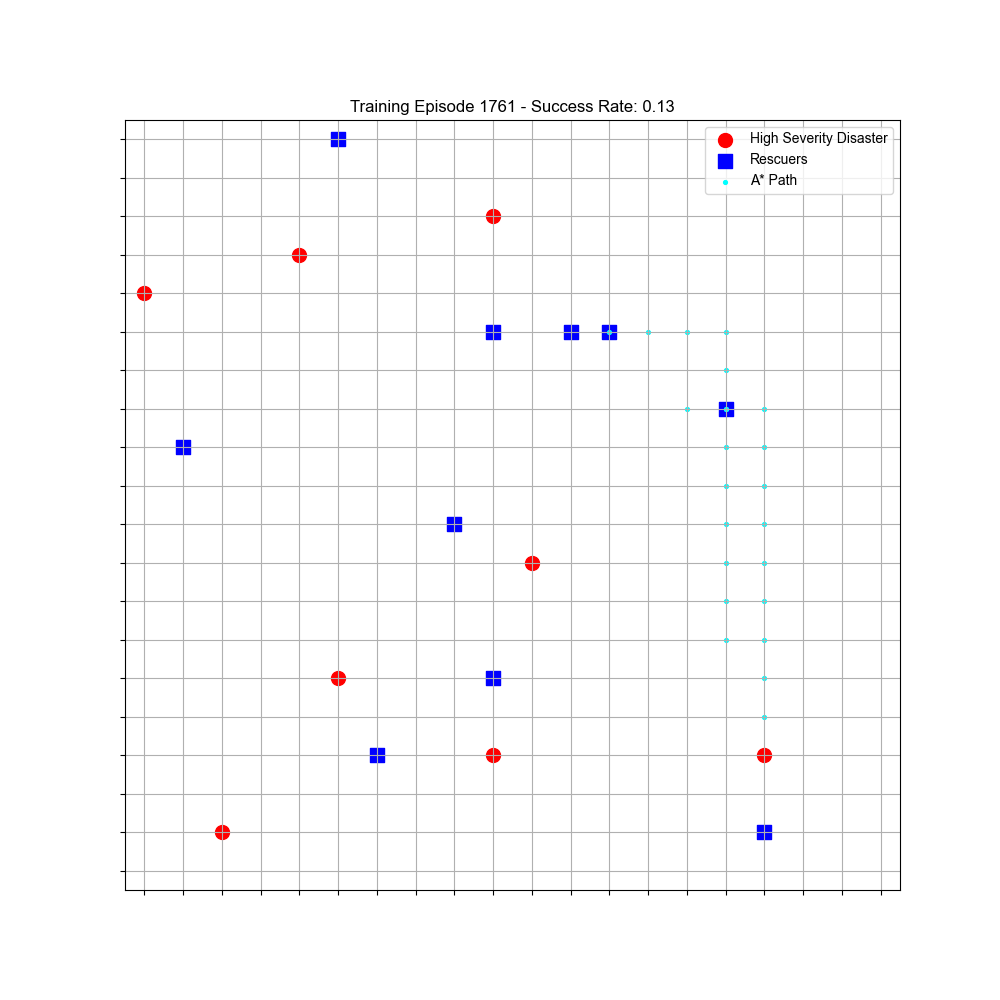 Training Episode 1761 - Success Rate: 0.13
High Severity Disaster
Rescuers
A* Path